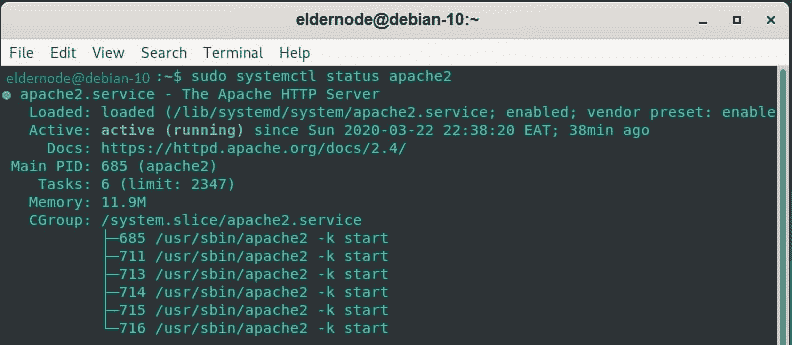 eldernode@debian-10:~
File Edit View Search Terminal Help
eldernode@debian-10 :~$ sudo systemctl status apache2
● apache2.service - The Apache HTTP Server
Loaded: loaded (/lib/systemd/system/apache2.service; enabled; vendor preset: enable
Active: active (running) since Sun 2020-03-22 22:38:20 EAT; 38min ago
Docs: https://httpd.apache.org/docs/2.4/
Main PID: 685 (apache2)
Tasks: 6 (limit: 2347)
Memory: 11.9M
CGroup: /system.slice/apache2.service
├─685 /usr/sbin/apache2 -k start
├─711 /usr/sbin/apache2 -k start
├─713 /usr/sbin/apache2 -k start
├─714 /usr/sbin/apache2 -k start
├─715 /usr/sbin/apache2 -k start
└─716 /usr/sbin/apache2 -k start